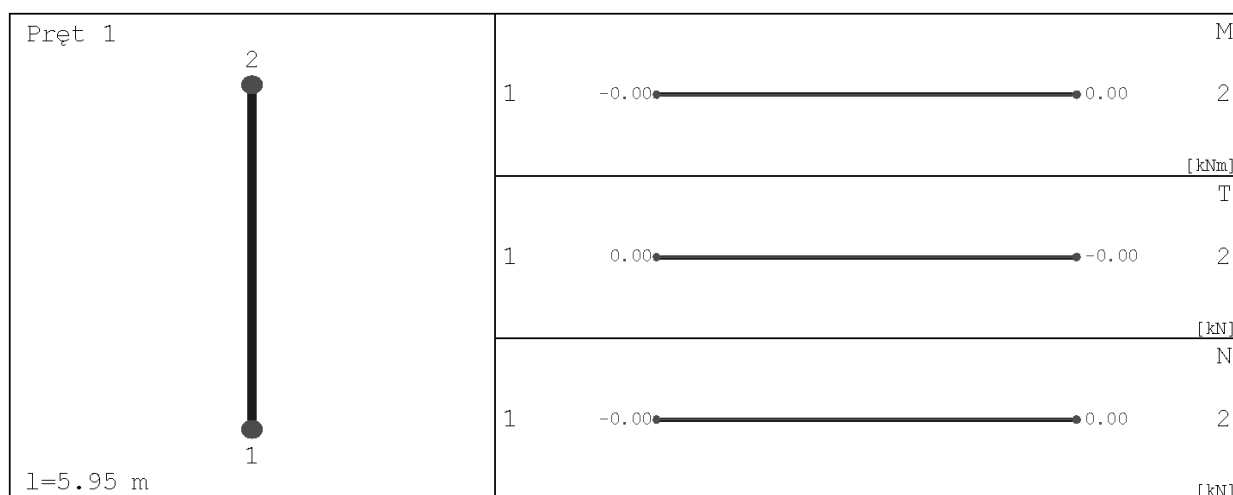 Pręt 1
2
1
l=5.95 m
M
1 -0.00 0.00 2
[kNm]
T
1 0.00 -0.00 2
[kN]
N
1 -0.00 0.00 2
[kN]